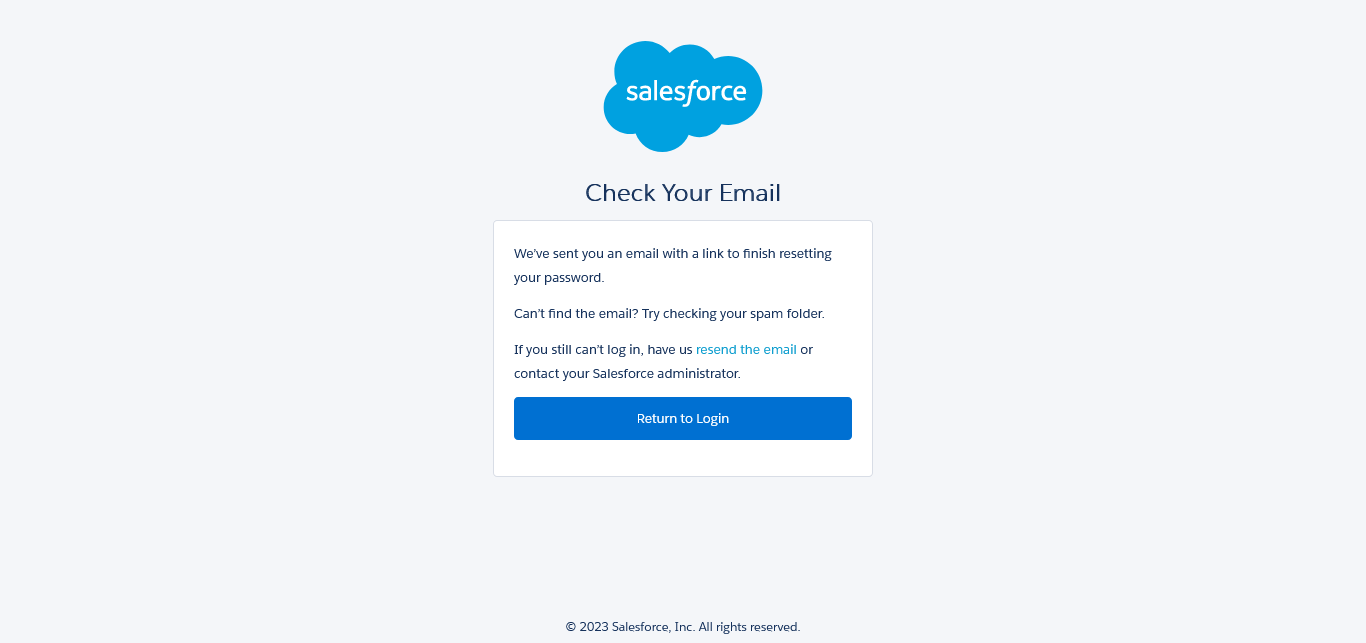 salesforce
Check Your Email
We've sent you an email with a link to finish resetting
your password.
Can't find the email? Try checking your spam folder.
If you still can't log in, have us resend the email or
contact your Salesforce administrator.
Return to Login
© 2023 Salesforce, Inc. All rights reserved.